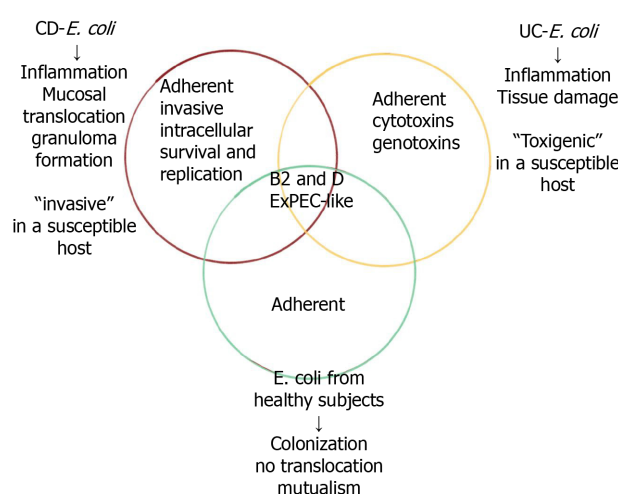 CD-E. coli
↓
Inflammation
Mucosal
translocation
granuloma
formation
"invasive"
in a susceptible
host
Adherent
invasive
intracellular
survival and
replication
Adherent
cytotoxins
genotoxins
UC-E. coli
↓
Inflammation
Tissue damage
"Toxigenic"
in a susceptible
host
B2 and D
ExPEC-like
Adherent
E. coli from
healthy subjects
↓
Colonization
no translocation
mutualism